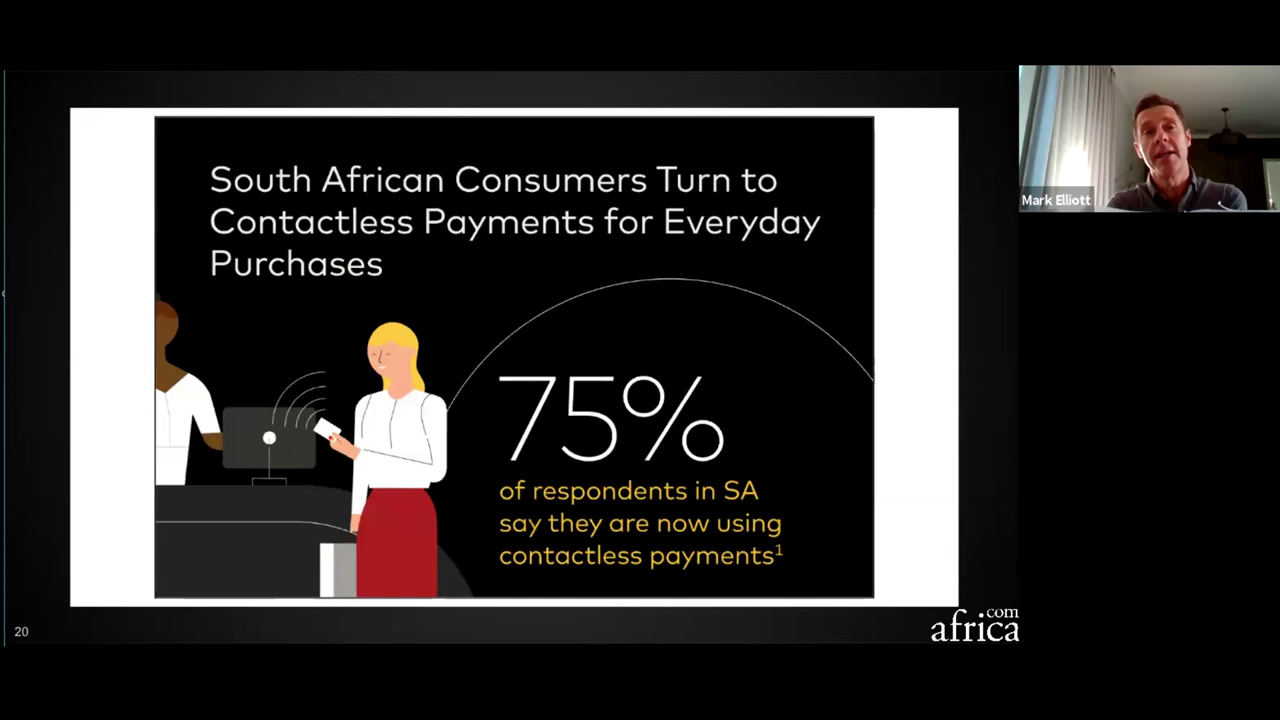 South African Consumers Turn to
Contactless Payments for Everyday
Purchases
75%
of respondents in SA
say they are now using
contactless payments¹
Mark Elliott
20
africa.com